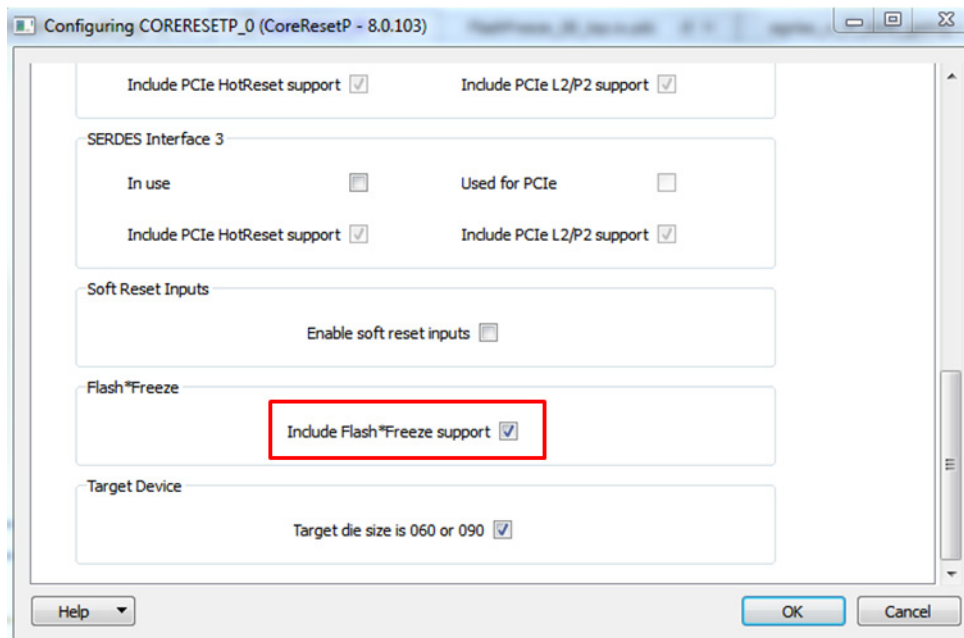 Configuring CORERESETP_0 (CoreResetP - 8.0.103)
Include PCIe HotReset support Include PCIe L2/P2 support
SERDES Interface 3
In use Used for PCIe
Include PCIe HotReset support Include PCIe L2/P2 support
Soft Reset Inputs
Enable soft reset inputs
Flash*Freeze
Include Flash*Freeze support
Target Device
Target die size is 060 or 090
Help OK Cancel